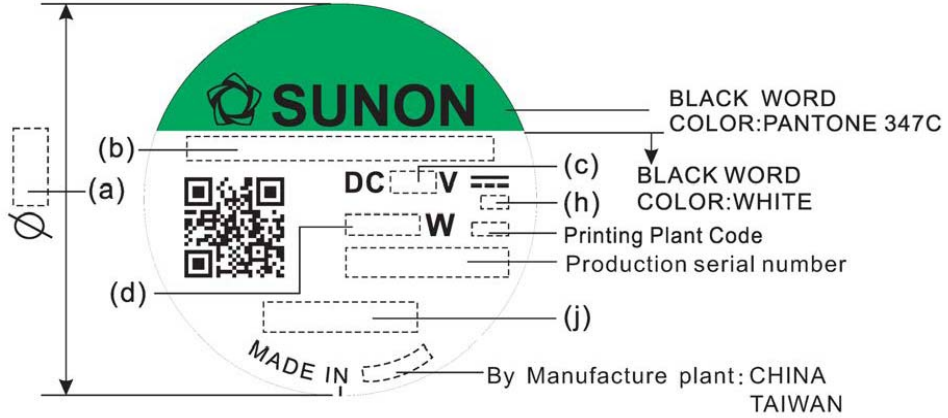 SUNON
BLACK WORD
COLOR:PANTONE 347C
(b)
(c)
DC V
BLACK WORD
COLOR:WHITE
(a)
(h)
Ø
W
Printing Plant Code
Production serial number
(d)
(j)
MADE IN
By Manufacture plant: CHINA
TAIWAN